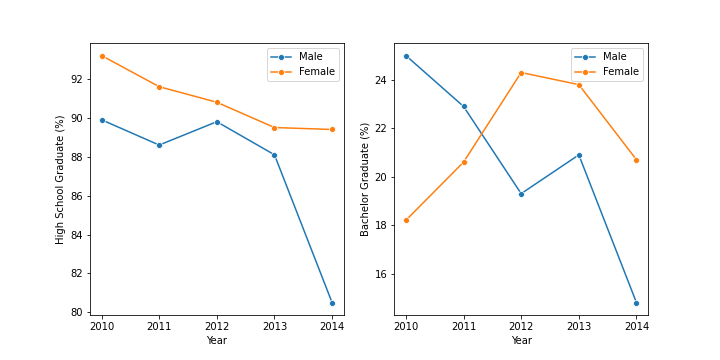 Male
Female
High School Graduate (%)
92
90
88
86
84
82
80
2010 2011 2012 2013 2014
Year
Male
Female
Bachelor Graduate (%)
24
22
20
18
16
2010 2011 2012 2013 2014
Year